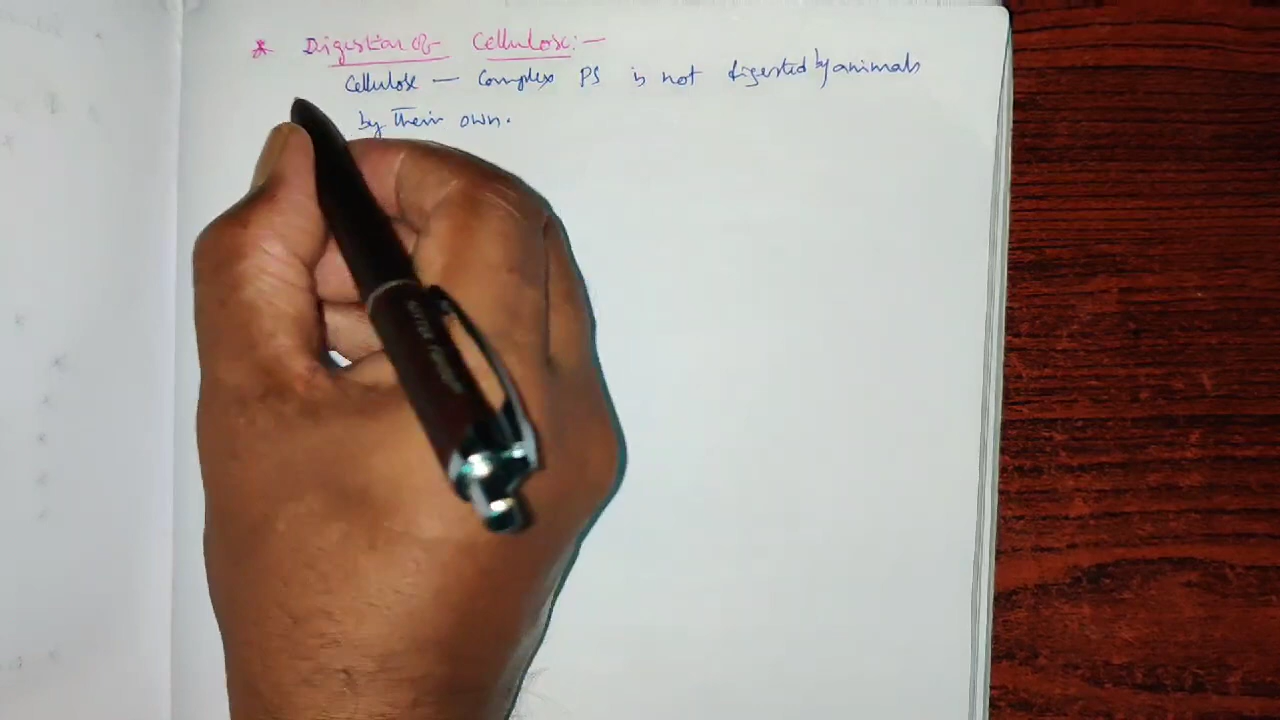 * Digestion of Cellulose:-
Cellulose — Complex PS is not digested by animals
by their own.